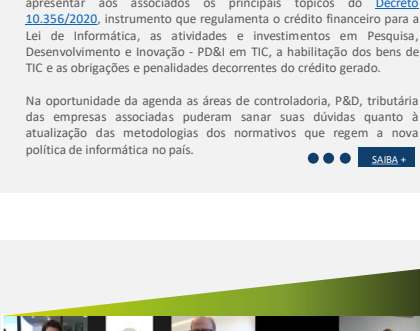 apresentar aos associados os principais tópicos do Decreto
10.356/2020, instrumento que regulamenta o crédito financeiro para a
Lei de Informática, as atividades e investimentos em Pesquisa,
Desenvolvimento e Inovação - PD&I em TIC, a habilitação dos bens de
TIC e as obrigações e penalidades decorrentes do crédito gerado.
Na oportunidade da agenda as áreas de controladoria, P&D, tributária
das empresas associadas puderam sanar suas dúvidas quanto à
atualização das metodologias dos normativos que regem a nova
política de informática no país.
SAIBA +